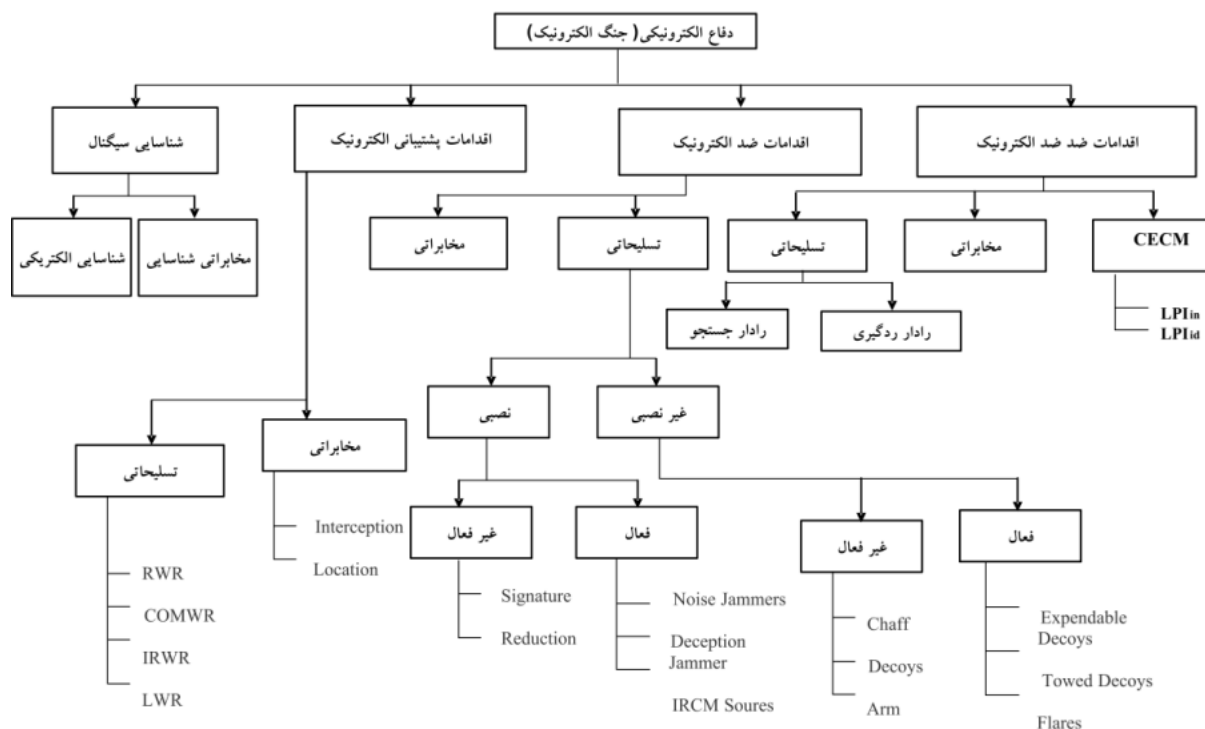 دفاع الکترونیکی( جنگ الکترونیک)
اقدامات ضد ضد الکترونیک
اقدامات ضد الکترونیک
اقدامات پشتیبانی الکترونیک
شناسایی سیگنال
CECM
مخابراتی
تسلیحاتی
تسلیحاتی
مخابراتی
مخابراتی شناسایی
شناسایی الکتریکی
LPIin
LPIid
رادار ردگیری
رادار جستجو
غیر نصبی
نصبی
مخابراتی
تسلیحاتی
فعال
غیر فعال
فعال
غیر فعال
Interception
Location
RWR
COMWR
IRWR
LWR
Signature
Reduction
Noise Jammers
Deception
Jammer
IRCM Soures
Chaff
Decoys
Arm
Expendable
Decoys
Towed Decoys
Flares